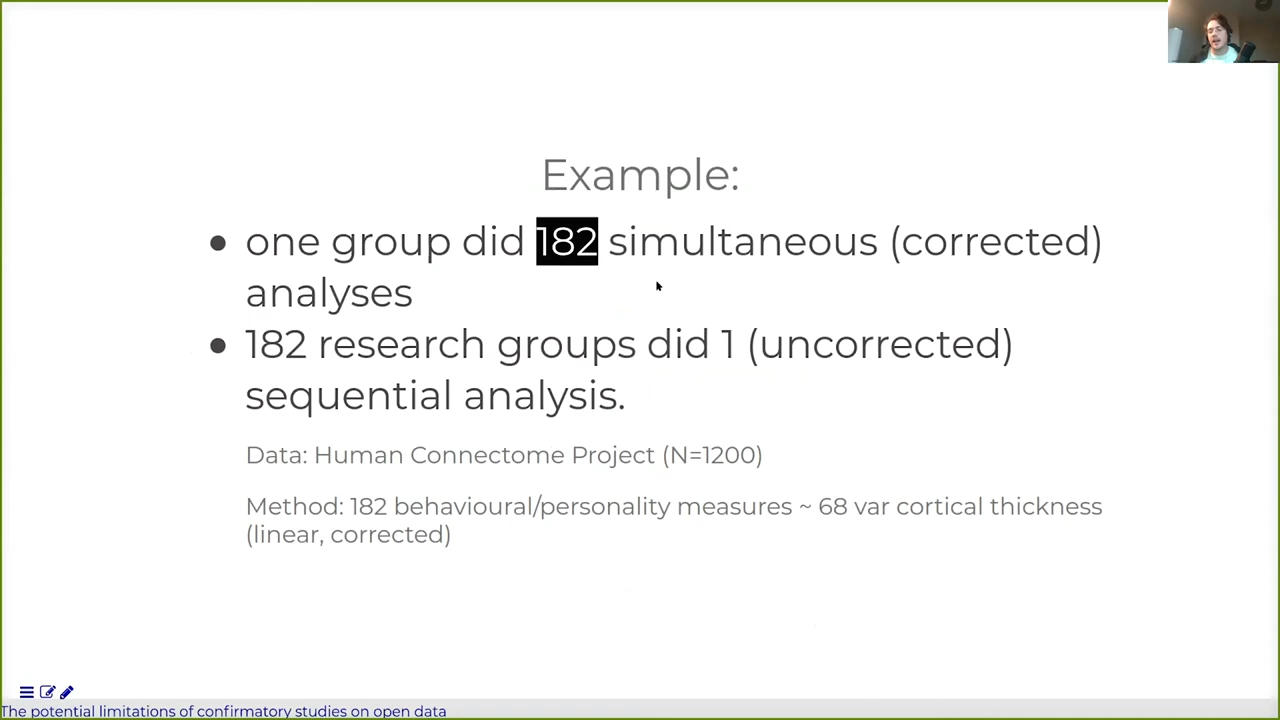 Example:
• one group did 182 simultaneous (corrected)
analyses
• 182 research groups did 1 (uncorrected)
sequential analysis.
Data: Human Connectome Project (N=1200)
Method: 182 behavioural/personality measures ~ 68 var cortical thickness
(linear, corrected)
The potential limitations of confirmatory studies on open data